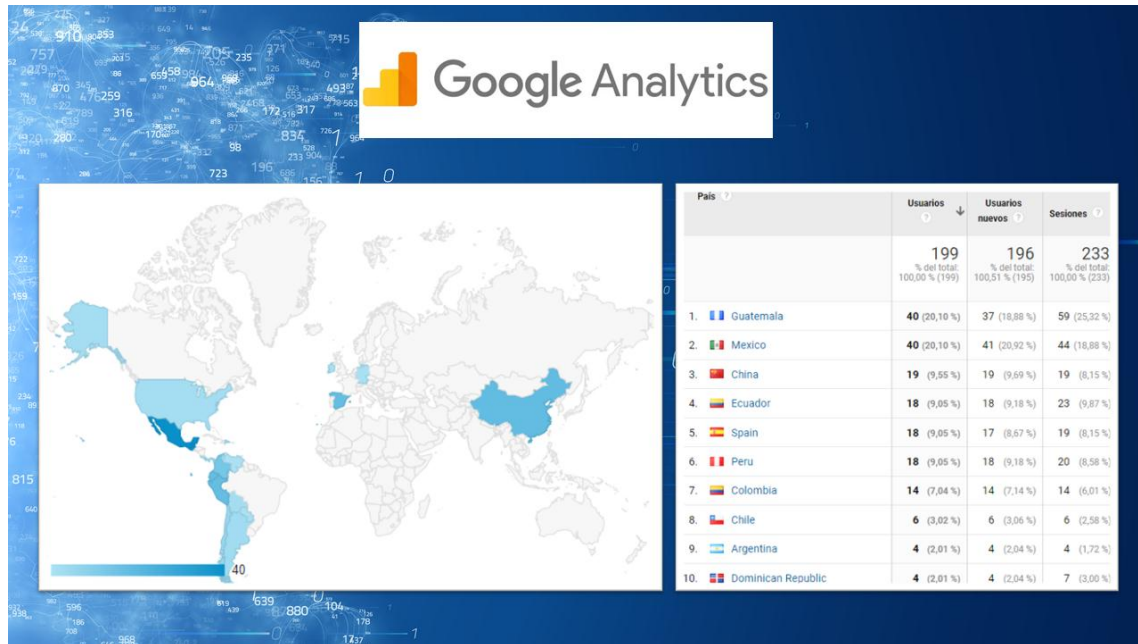 Google Analytics
40
País ? Usuarios ? Usuarios nuevos ? Sesiones ?
199 196 233
% del total: % del total: % del total:
100,00 % (199) 100,51 % (195) 100,00 % (233)
1. Guatemala 40 (20,10 %) 37 (18,88 %) 59 (25,32 %)
2. Mexico 40 (20,10 %) 41 (20,92 %) 44 (18,88 %)
3. China 19 (9,55 %) 19 (9,69 %) 19 (8,15 %)
4. Ecuador 18 (9,05 %) 18 (9,18 %) 23 (9,87 %)
5. Spain 18 (9,05 %) 17 (8,67 %) 19 (8,15 %)
6. Peru 18 (9,05 %) 18 (9,18 %) 20 (8,58 %)
7. Colombia 14 (7,04 %) 14 (7,14 %) 14 (6,01 %)
8. Chile 6 (3,02 %) 6 (3,06 %) 6 (2,58 %)
9. Argentina 4 (2,01 %) 4 (2,04 %) 4 (1,72 %)
10. Dominican Republic 4 (2,01 %) 4 (2,04 %) 7 (3,00 %)